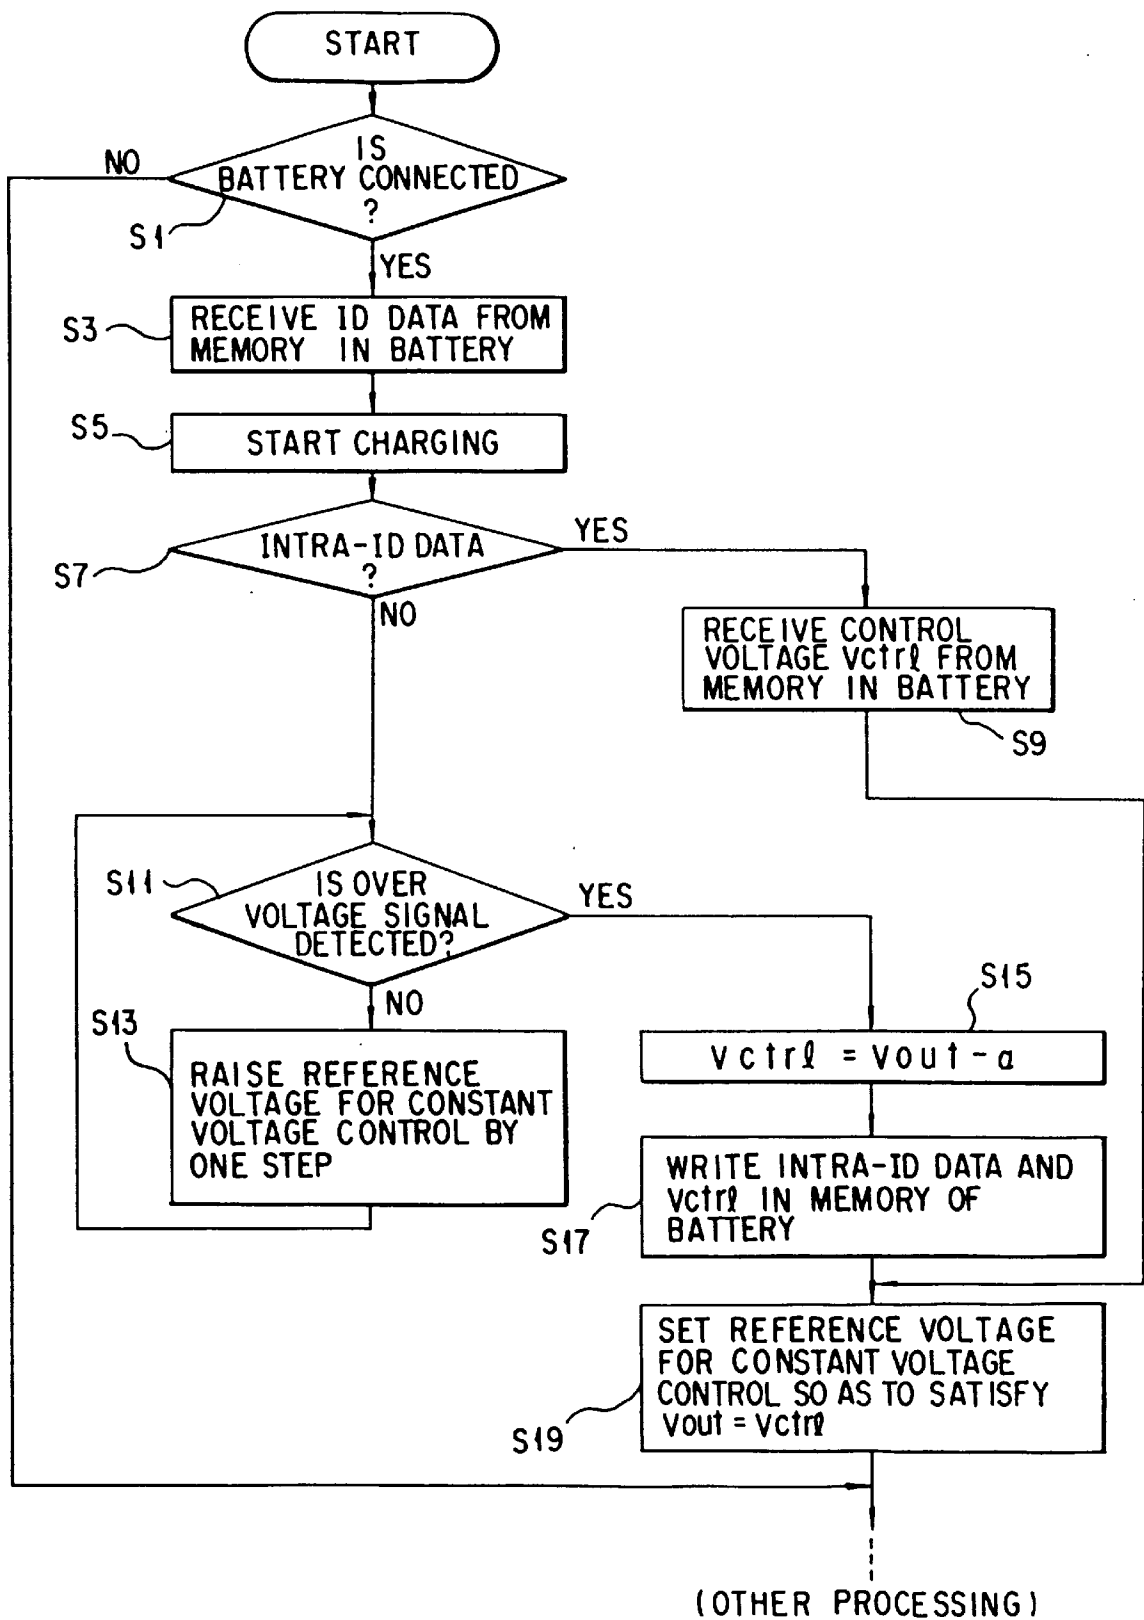 START
IS
BATTERY CONNECTED
?
NO
S1
YES
RECEIVE ID DATA FROM
MEMORY IN BATTERY
S3
START CHARGING
S5
INTRA-ID DATA
?
S7
YES
NO
RECEIVE CONTROL
VOLTAGE Vctrl FROM
MEMORY IN BATTERY
S9
IS OVER
VOLTAGE SIGNAL
DETECTED?
S11
YES
NO
S13
RAISE REFERENCE
VOLTAGE FOR CONSTANT
VOLTAGE CONTROL BY
ONE STEP
S15
Vctrl = Vout-α
WRITE INTRA-ID DATA AND
Vctrl IN MEMORY OF
BATTERY
S17
SET REFERENCE VOLTAGE
FOR CONSTANT VOLTAGE
CONTROL SO AS TO SATISFY
Vout = Vctrl
S19
(OTHER PROCESSING)